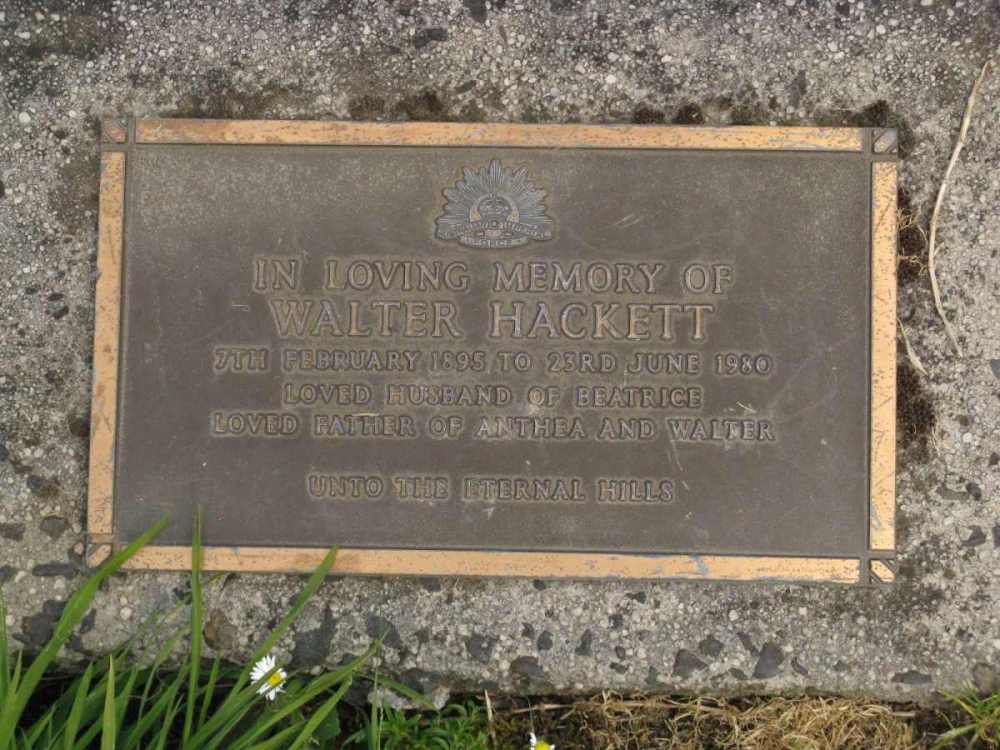 IN LOVING MEMORY OF
WALTER HACKETT
7TH FEBRUARY 1895 TO 23RD JUNE 1980
LOVED HUSBAND OF BEATRICE
LOVED FATHER OF ANTHEA AND WALTER
UNTO THE ETERNAL HILLS